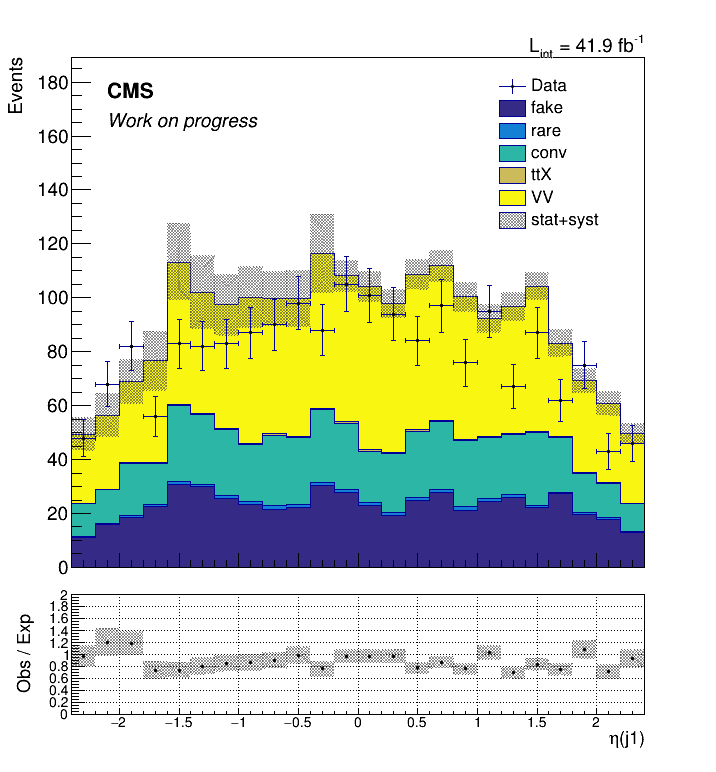 L_int = 41.9 fb^-1
Events
CMS
Work on progress
Data
fake
rare
conv
ttX
VV
stat+syst
180
160
140
120
100
80
60
40
20
0
Obs / Exp
2
1.8
1.6
1.4
1.2
1
0.8
0.6
0.4
0.2
0
−2 −1.5 −1 −0.5 0 0.5 1 1.5 2
η(j1)